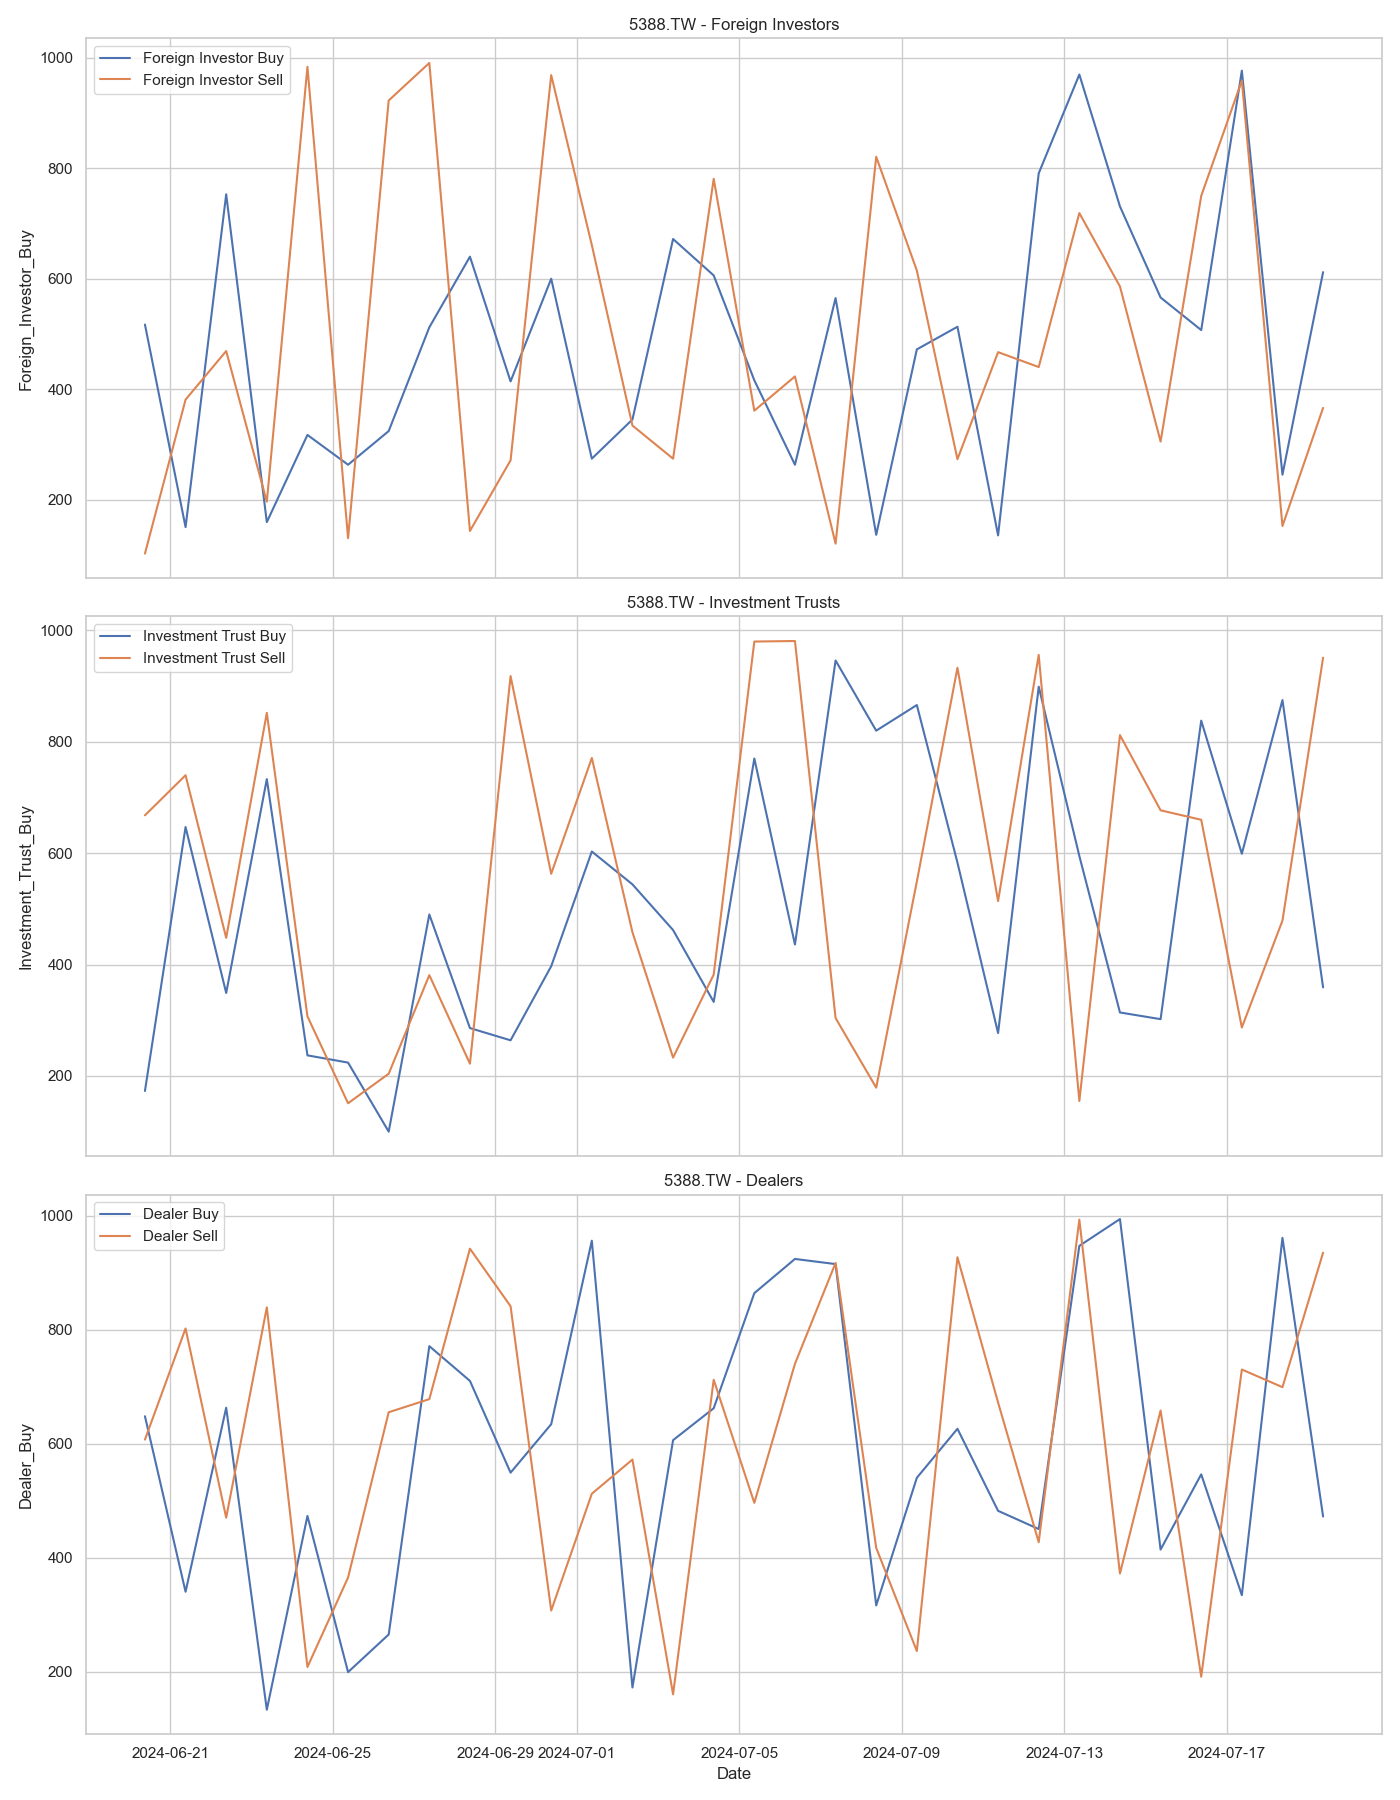 5388.TW - Foreign Investors
Foreign Investor Buy
Foreign Investor Sell
1000
800
600
400
200
Foreign_Investor_Buy
5388.TW - Investment Trusts
Investment Trust Buy
Investment Trust Sell
1000
800
600
400
200
Investment_Trust_Buy
5388.TW - Dealers
Dealer Buy
Dealer Sell
1000
800
600
400
200
Dealer_Buy
2024-06-21 2024-06-25 2024-06-29 2024-07-01 2024-07-05 2024-07-09 2024-07-13 2024-07-17
Date